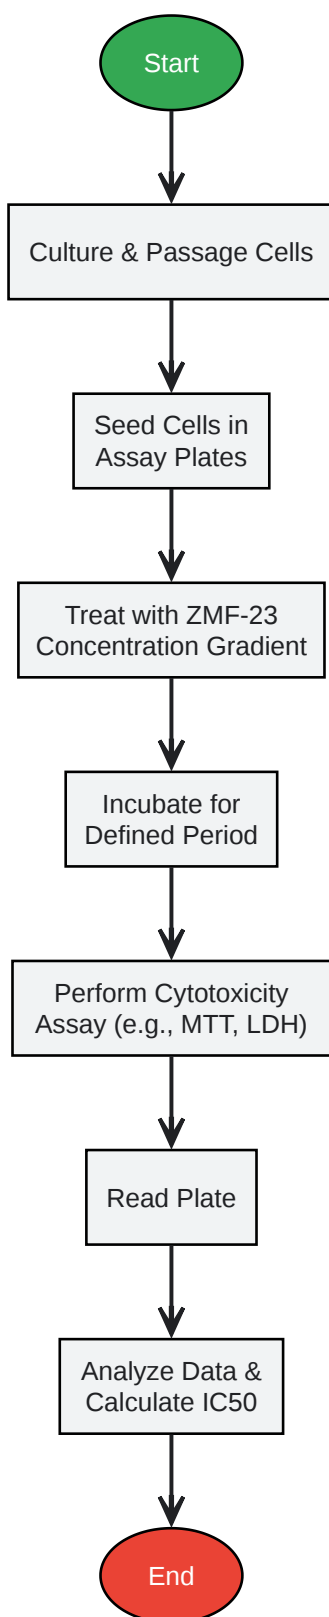 Start
Culture & Passage Cells
Seed Cells in
Assay Plates
Treat with ZMF-23
Concentration Gradient
Incubate for
Defined Period
Perform Cytotoxicity
Assay (e.g., MTT, LDH)
Read Plate
Analyze Data &
Calculate IC50
End